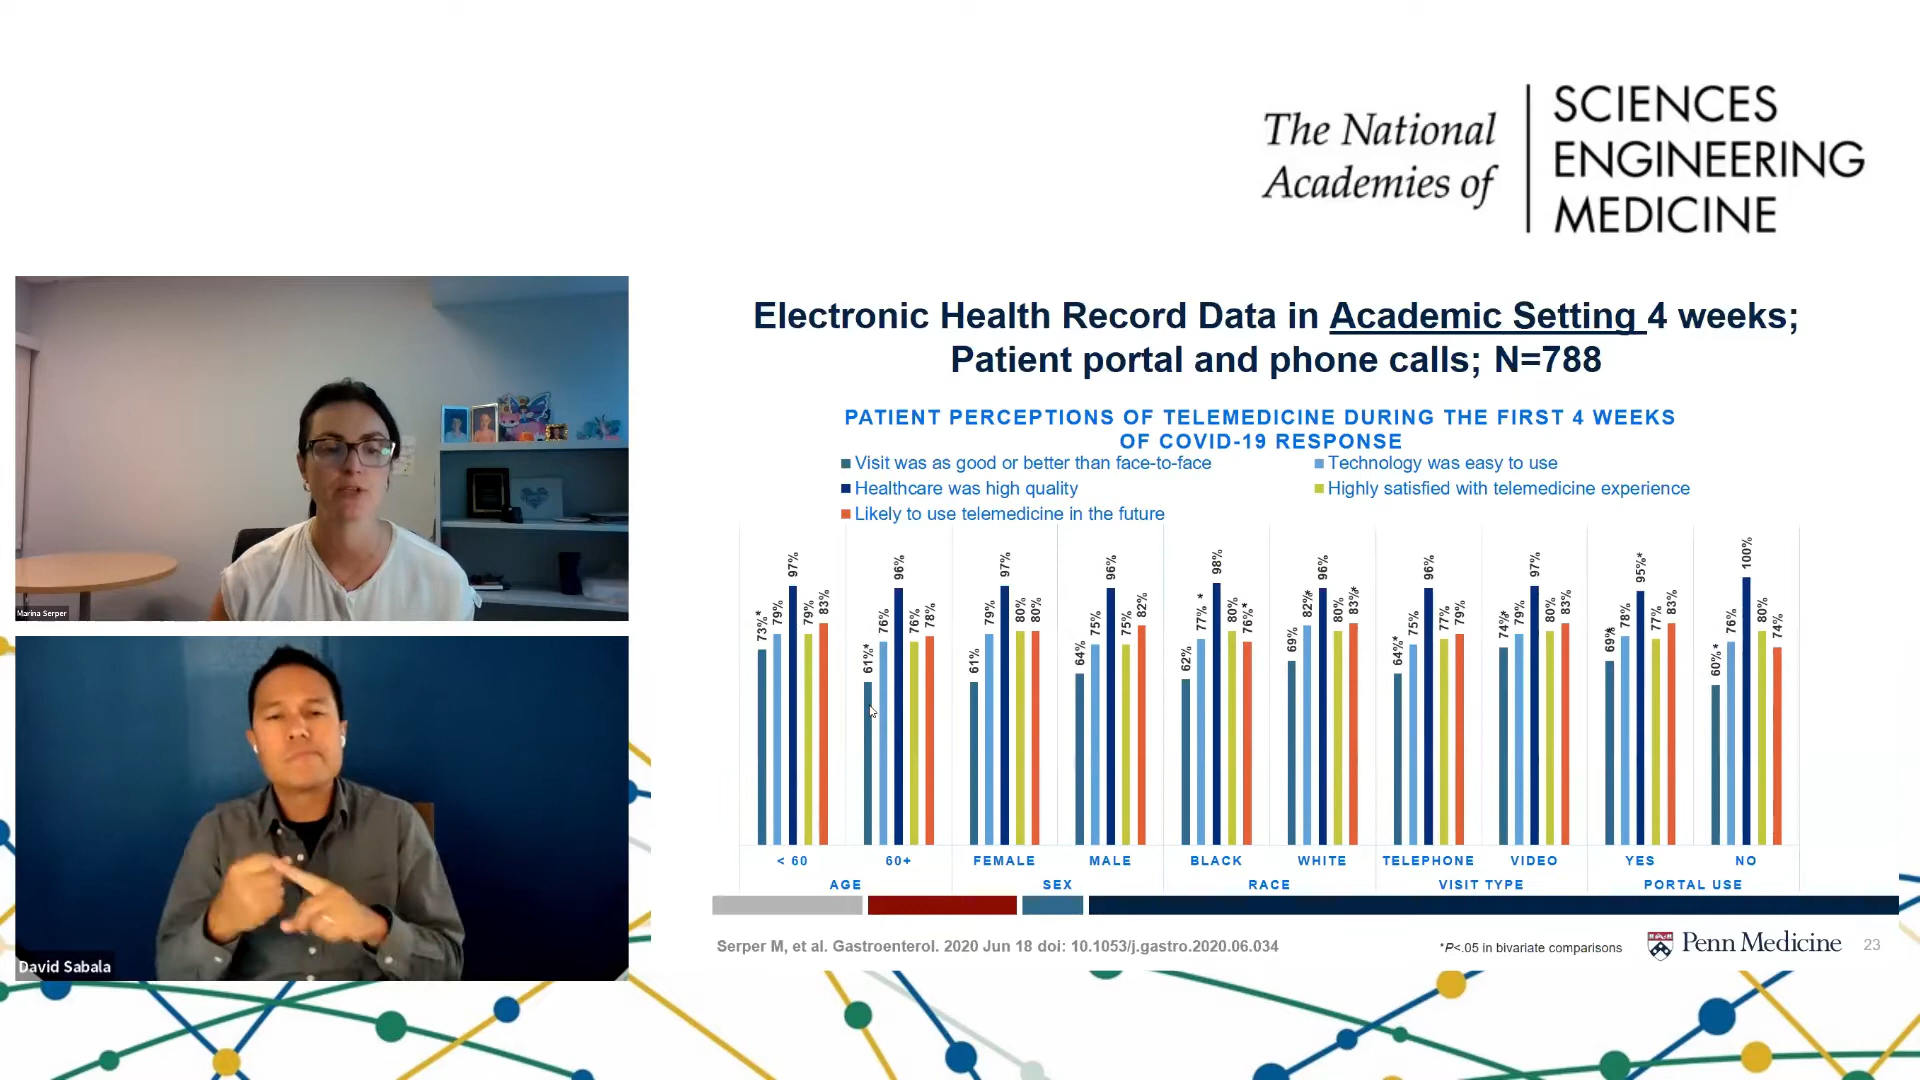 The National
Academies of
SCIENCES
ENGINEERING
MEDICINE
Marina Serper
David Sabala
Electronic Health Record Data in Academic Setting 4 weeks;
Patient portal and phone calls; N=788
PATIENT PERCEPTIONS OF TELEMEDICINE DURING THE FIRST 4 WEEKS
OF COVID-19 RESPONSE
Visit was as good or better than face-to-face
Technology was easy to use
Healthcare was high quality
Highly satisfied with telemedicine experience
Likely to use telemedicine in the future
73%* 79% 97% 79% 83%
61%* 76% 96% 76% 78%
61% 79% 97% 80% 80%
64% 75% 96% 75% 82%
62% 77% * 98% 80% 76%*
69% 82%* 96% 80% 83%*
64%* 75% 96% 77% 79%
74%* 79% 97% 80% 83%
69%* 78% 95%* 77% 83%
60%* 76% 100% 80% 74%
< 60 60+ FEMALE MALE BLACK WHITE TELEPHONE VIDEO YES NO
AGE SEX RACE VISIT TYPE PORTAL USE
Serper M, et al. Gastroenterol. 2020 Jun 18 doi: 10.1053/j.gastro.2020.06.034
*P<.05 in bivariate comparisons
Penn Medicine
23